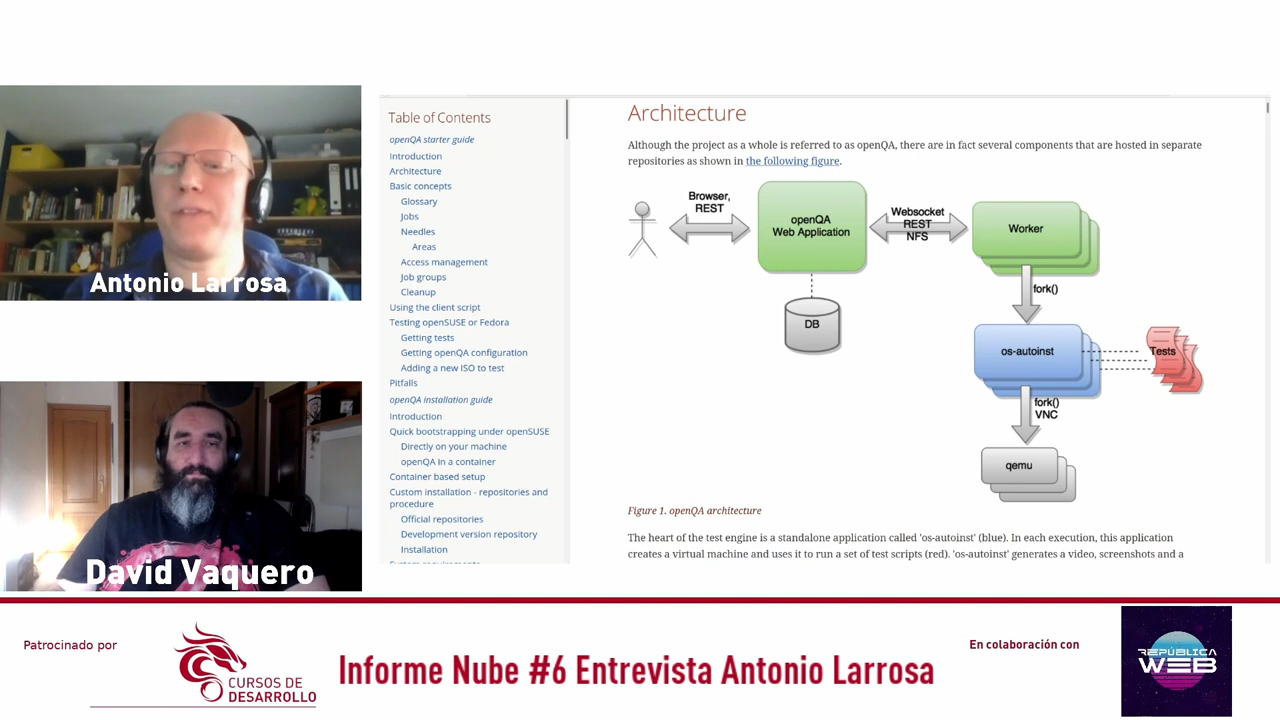 Antonio Larrosa
David Vaquero
Table of Contents
openQA starter guide
Introduction
Architecture
Basic concepts
Glossary
Jobs
Needles
Areas
Access management
Job groups
Cleanup
Using the client script
Testing openSUSE or Fedora
Getting tests
Getting openQA configuration
Adding a new ISO to test
Pitfalls
openQA installation guide
Introduction
Quick bootstrapping under openSUSE
Directly on your machine
openQA in a container
Container based setup
Custom installation - repositories and
procedure
Official repositories
Development version repository
Installation
Architecture
Although the project as a whole is referred to as openQA, there are in fact several components that are hosted in separate
repositories as shown in the following figure.
Browser,
REST
openQA
Web Application
Websocket
REST
NFS
Worker
DB
fork()
os-autoinst
Tests
fork()
VNC
qemu
Figure 1. openQA architecture
The heart of the test engine is a standalone application called 'os-autoinst' (blue). In each execution, this application
creates a virtual machine and uses it to run a set of test scripts (red). 'os-autoinst' generates a video, screenshots and a
Patrocinado por
CURSOS DE
DESARROLLO
Informe Nube #6 Entrevista Antonio Larrosa
En colaboración con
REPÚBLICA
WEB